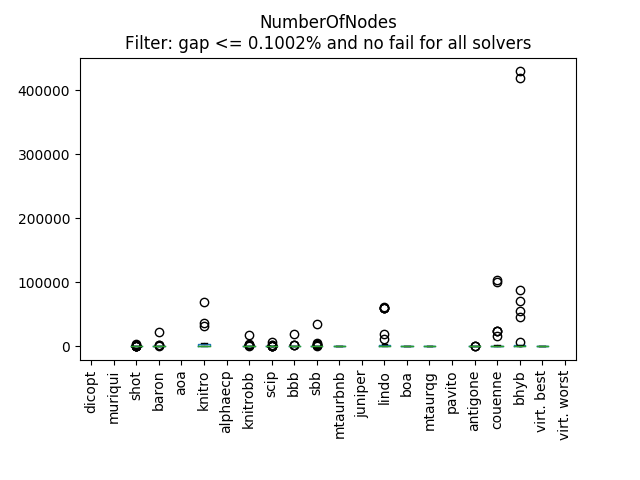 NumberOfNodes
Filter: gap <= 0.1002% and no fail for all solvers
400000
300000
200000
100000
0
dicopt
muriqui
shot
baron
aoa
knitro
alphaecp
knitrobb
scip
bbb
sbb
mtaurbnb
juniper
lindo
boa
mtaurqg
pavito
antigone
couenne
bhyb
virt. best
virt. worst